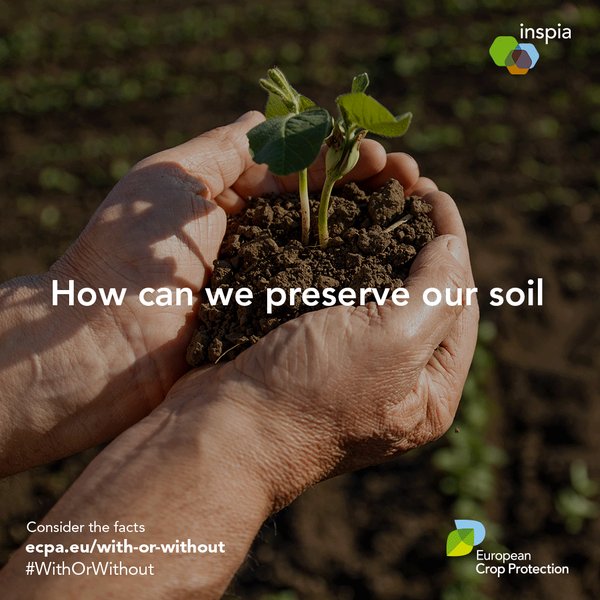 inspia
How can we preserve our soil
Consider the facts
ecpa.eu/with-or-without
#WithOrWithout
European
Crop Protection